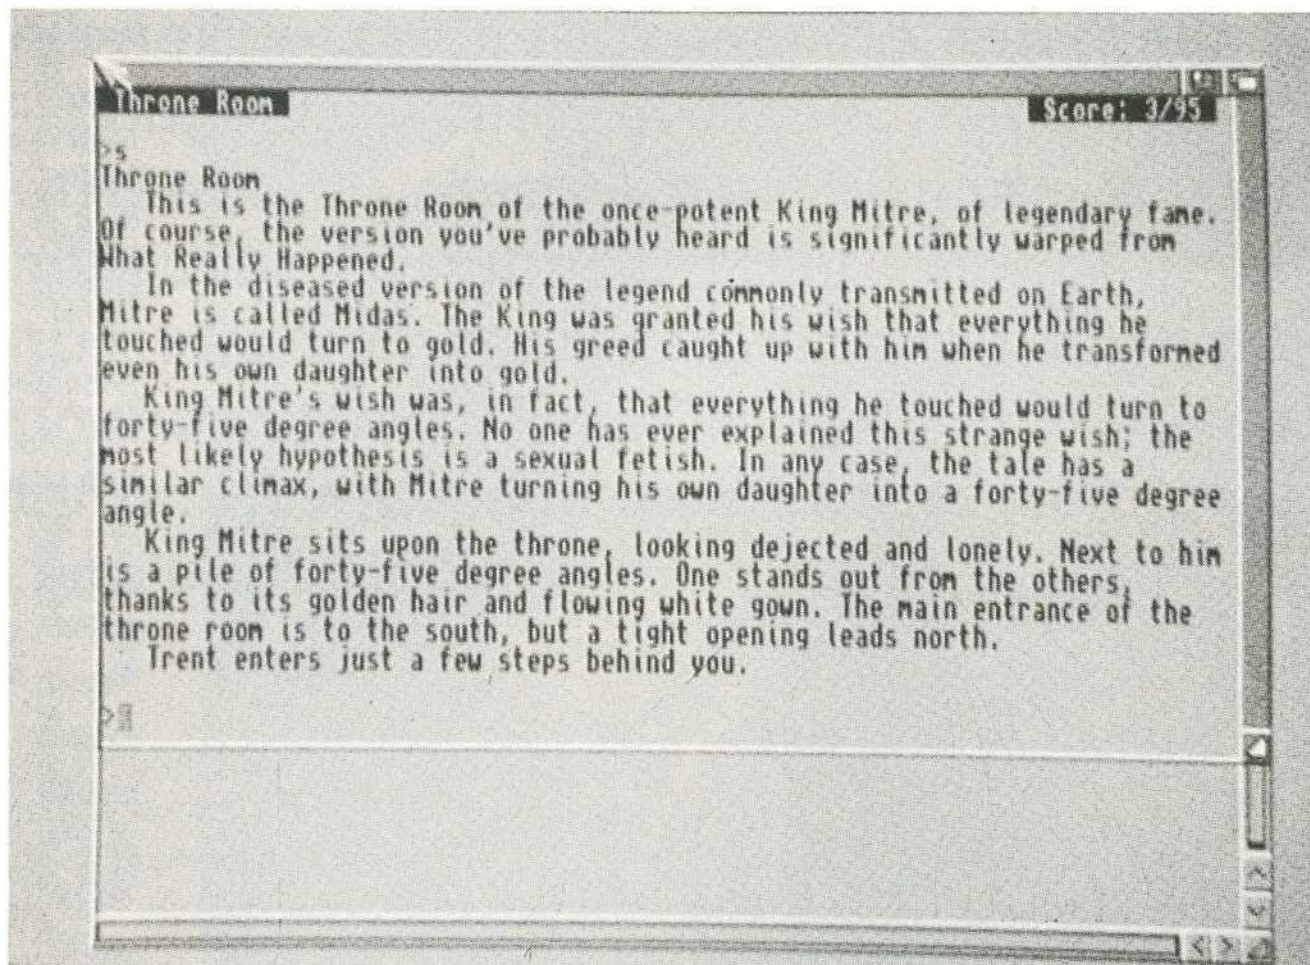 Throne Room Score: 3/95
>s
Throne Room
This is the Throne Room of the once-potent King Mitre, of legendary fame.
Of course, the version you've probably heard is significantly warped from
What Really Happened.
In the diseased version of the legend commonly transmitted on Earth,
Mitre is called Midas. The King was granted his wish that everything he
touched would turn to gold. His greed caught up with him when he transformed
even his own daughter into gold.
King Mitre's wish was, in fact, that everything he touched would turn to
forty-five degree angles. No one has ever explained this strange wish; the
most likely hypothesis is a sexual fetish. In any case, the tale has a
similar climax, with Mitre turning his own daughter into a forty-five degree
angle.
King Mitre sits upon the throne, looking dejected and lonely. Next to him
is a pile of forty-five degree angles. One stands out from the others,
thanks to its golden hair and flowing white gown. The main entrance of the
throne room is to the south, but a tight opening leads north.
Trent enters just a few steps behind you.
>